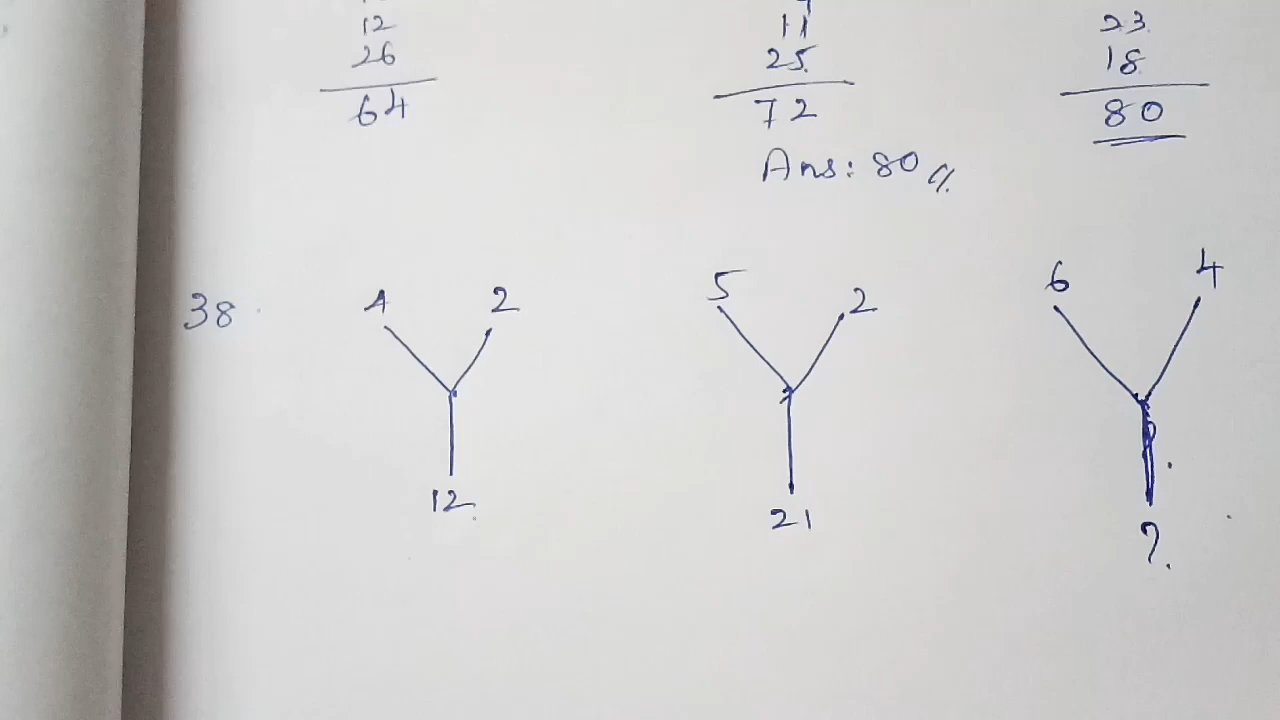 12 11 23
26 25 18
64 72 80
Ans: 80
38. 4 2 5 2 6 4
12 21 ?